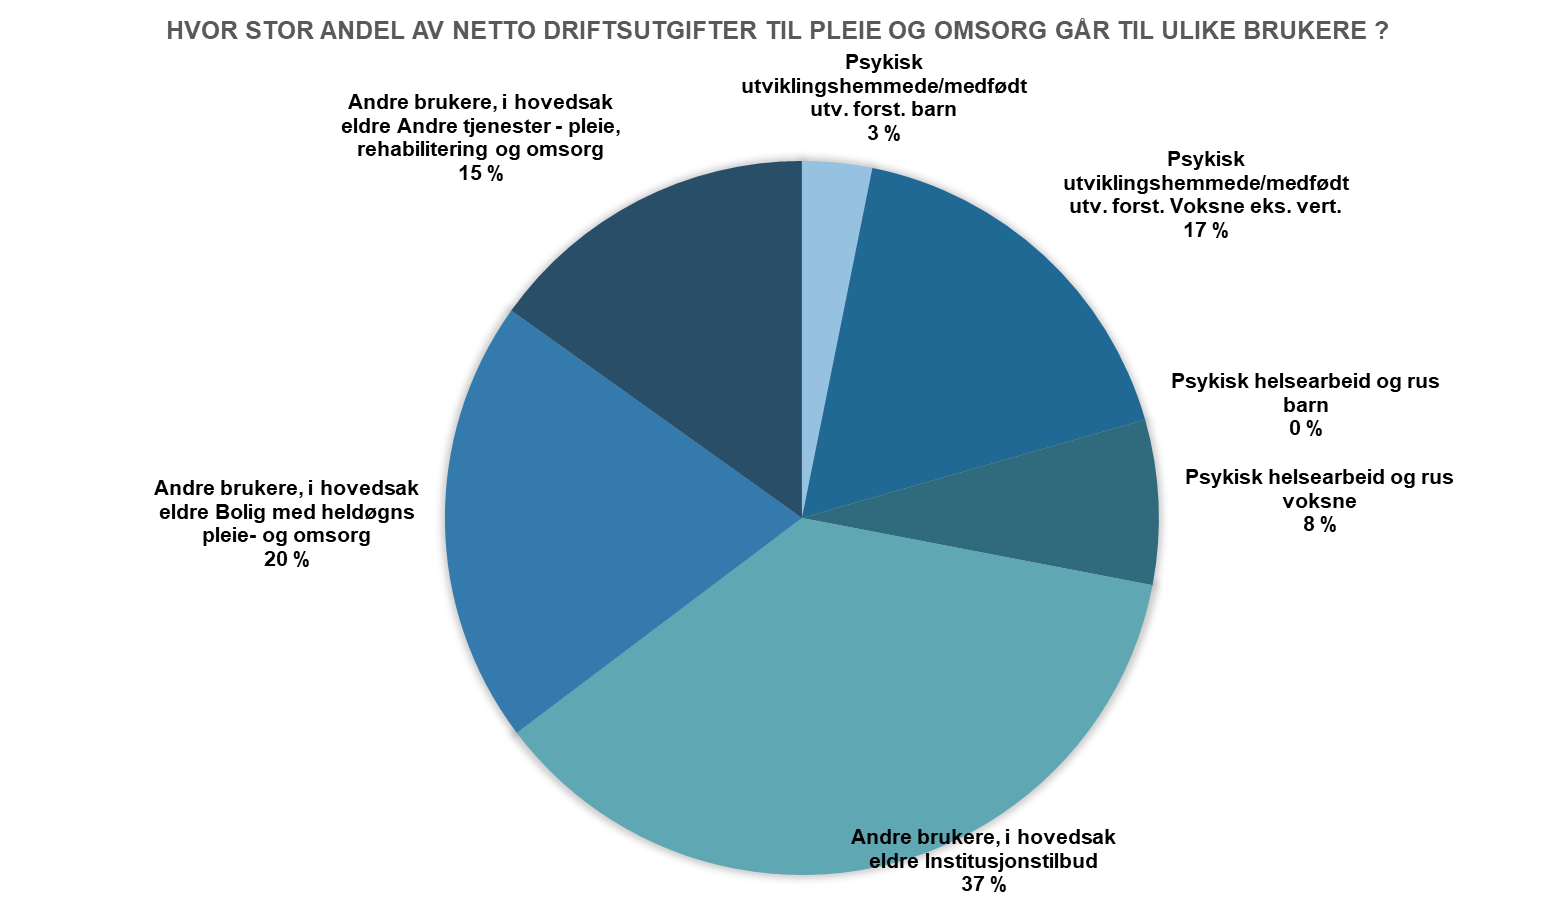 HVOR STOR ANDEL AV NETTO DRIFTSUTGIFTER TIL PLEIE OG OMSORG GÅR TIL ULIKE BRUKERE ?
Psykisk
utviklingshemmede/medfødt
utv. forst. barn
3 %
Psykisk
utviklingshemmede/medfødt
utv. forst. Voksne eks. vert.
17 %
Psykisk helsearbeid og rus
barn
0 %
Psykisk helsearbeid og rus
voksne
8 %
Andre brukere, i hovedsak
eldre Institusjonstilbud
37 %
Andre brukere, i hovedsak
eldre Bolig med heldøgns
pleie- og omsorg
20 %
Andre brukere, i hovedsak
eldre Andre tjenester - pleie,
rehabilitering og omsorg
15 %